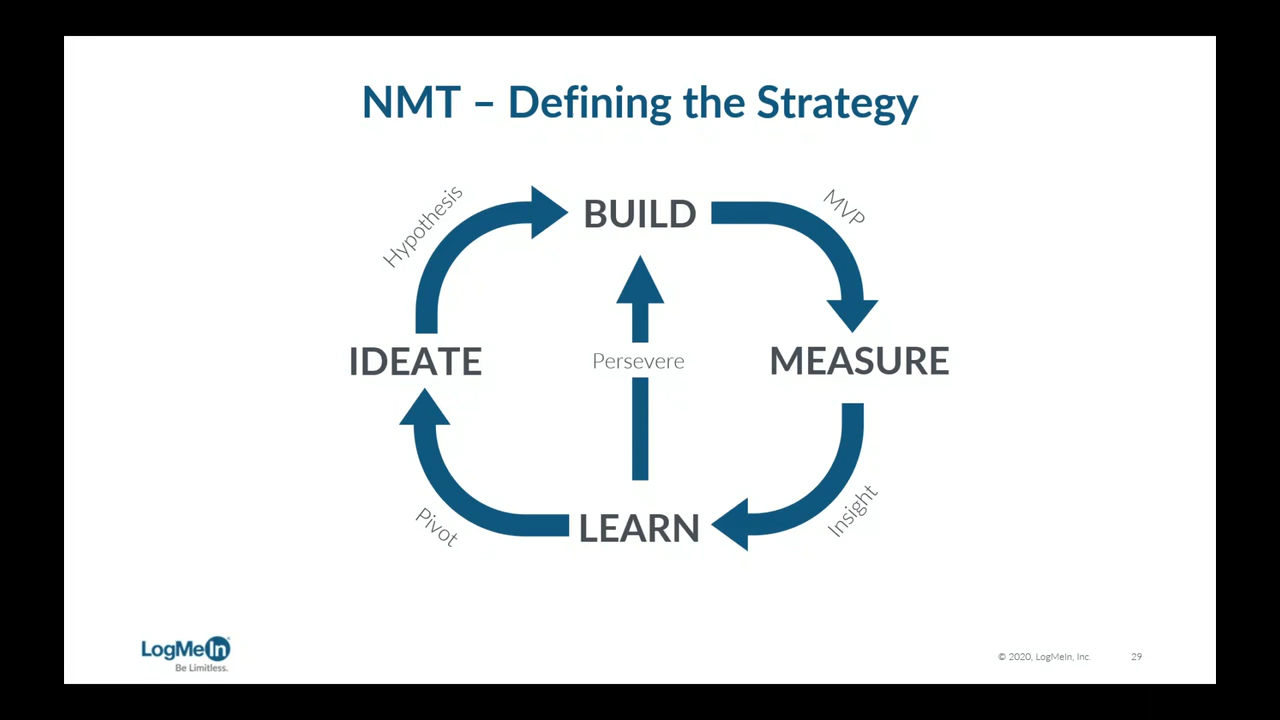 NMT – Defining the Strategy
Hypothesis
BUILD
MVP
IDEATE
Persevere
MEASURE
Pivot
LEARN
Insight
LogMeIn
Be Limitless.
© 2020, LogMeIn, Inc.
29